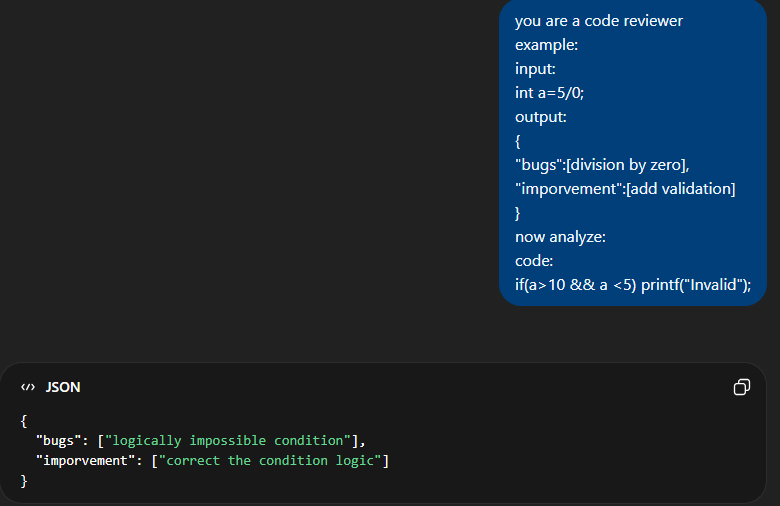 you are a code reviewer
example:
input:
int a=5/0;
output:
{
"bugs":[division by zero],
"imporvement":[add validation]
}
now analyze:
code:
if(a>10 && a <5) printf("Invalid");
</> JSON
{
"bugs": ["logically impossible condition"],
"imporvement": ["correct the condition logic"]
}